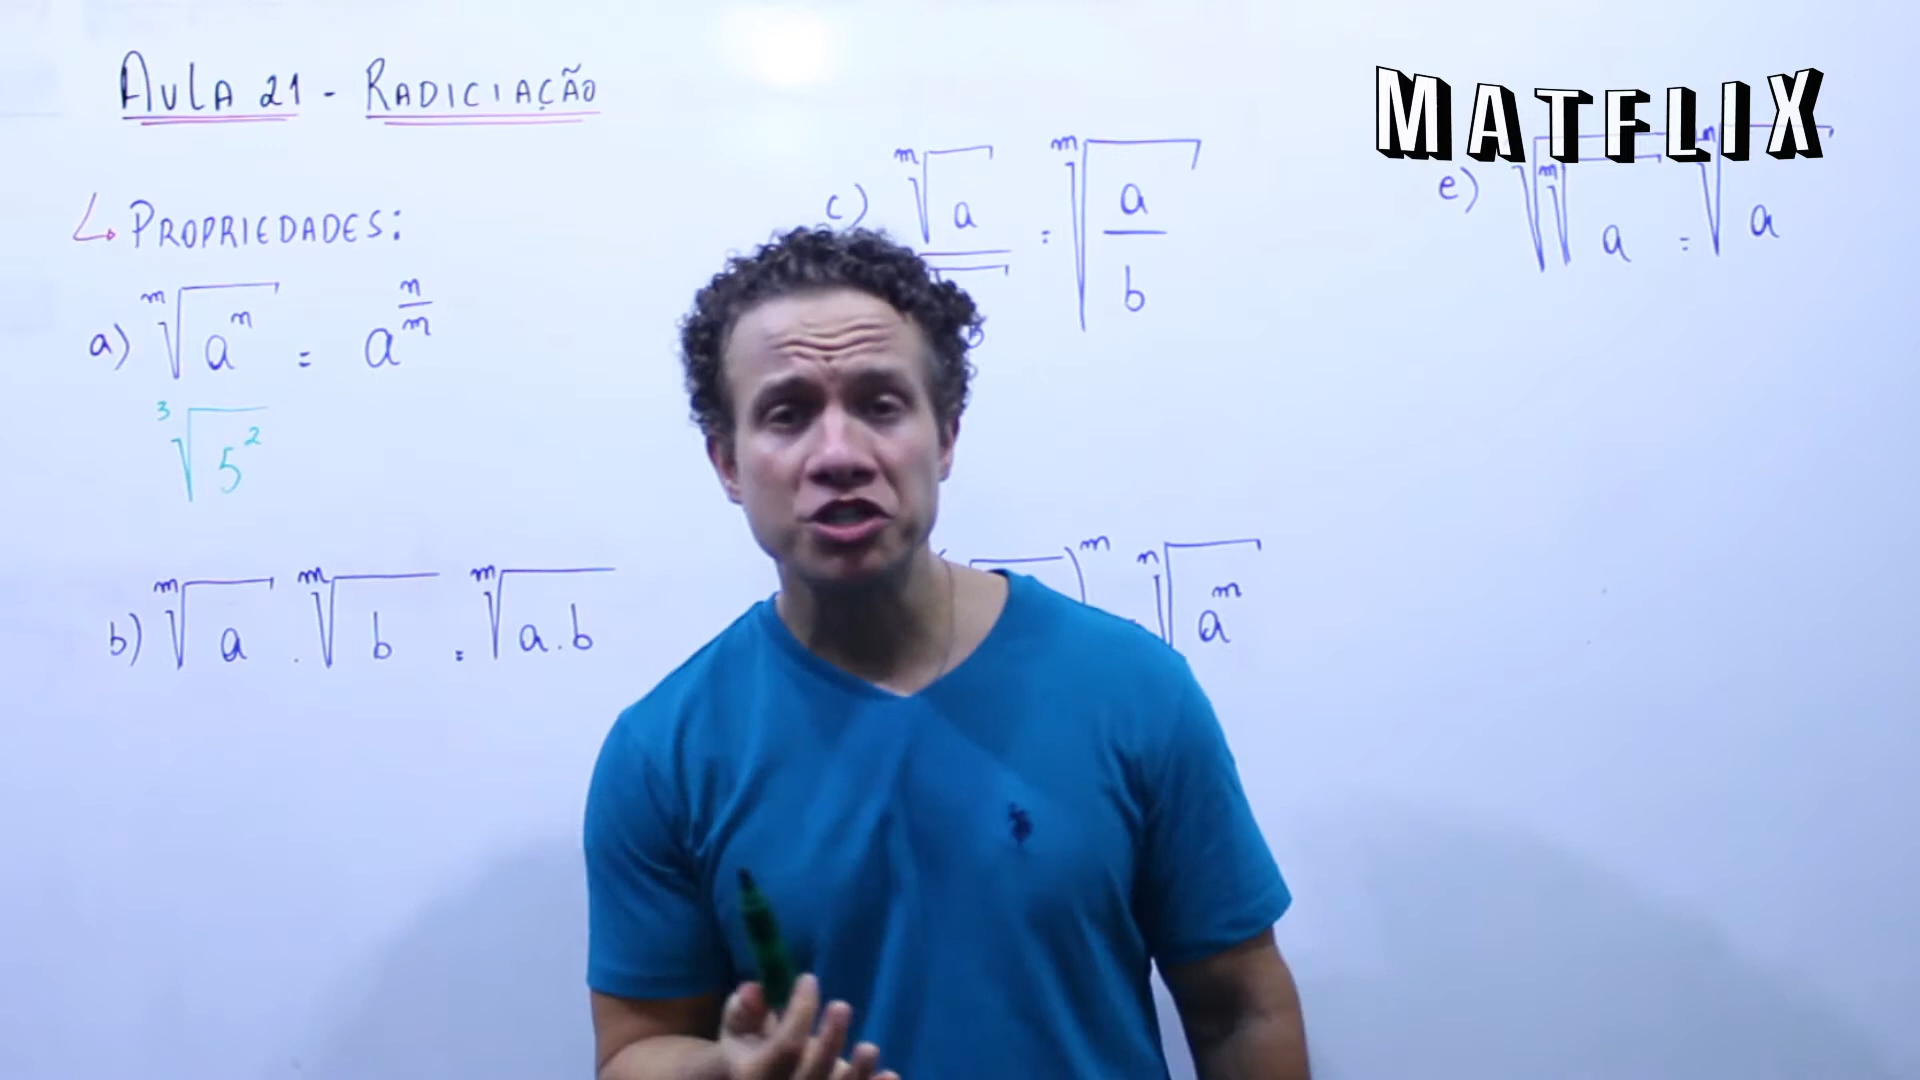 AULA 21 - RADICIAÇÃO
MATFLIX
↳ PROPRIEDADES:
a) ᵐ√(aⁿ) = a^(n/m)
³√(5²)
b) ᵐ√a . ᵐ√b = ᵐ√(a.b)
c) ᵐ√a / ᵐ√b = ᵐ√(a/b)
)ᵐ ⁿ√(aᵐ)
e) ⁿ√(ᵐ√a) = √a